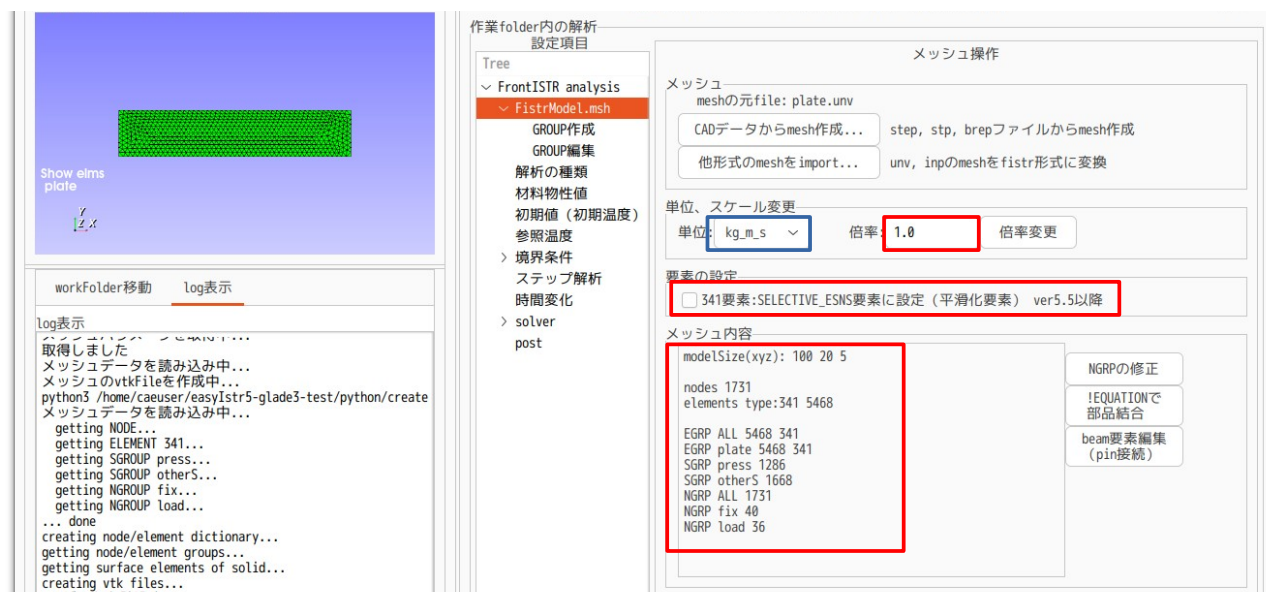 Show elms
plate
Y
Z X
workFolder移動
log表示
log表示
取得しました
メッシュデータを読み込み中...
メッシュのvtkFileを作成中...
python3 /home/caeuser/easyIstr5-glade3-test/python/create
メッシュデータを読み込み中...
getting NODE...
getting ELEMENT 341...
getting SGROUP press...
getting SGROUP otherS...
getting NGROUP fix...
getting NGROUP load...
... done
creating node/element dictionary...
getting node/element groups...
getting surface elements of solid...
creating vtk files...
作業folder内の解析
設定項目
Tree
FrontISTR analysis
FistrModel.msh
GROUP作成
GROUP編集
解析の種類
材料物性値
初期値（初期温度）
参照温度
境界条件
ステップ解析
時間変化
solver
post
メッシュ操作
メッシュ
meshの元file: plate.unv
CADデータからmesh作成... step, stp, brepファイルからmesh作成
他形式のmeshをimport... unv, inpのmeshをfistr形式に変換
単位、スケール変更
単位: kg_m_s 倍率: 1.0 倍率変更
要素の設定
341要素:SELECTIVE_ESNS要素に設定（平滑化要素） ver5.5以降
メッシュ内容
modelSize(xyz): 100 20 5
nodes 1731
elements type:341 5468
EGRP ALL 5468 341
EGRP plate 5468 341
SGRP press 1286
SGRP otherS 1668
NGRP ALL 1731
NGRP fix 40
NGRP load 36
NGRPの修正
!EQUATIONで
部品結合
beam要素編集
(pin接続)